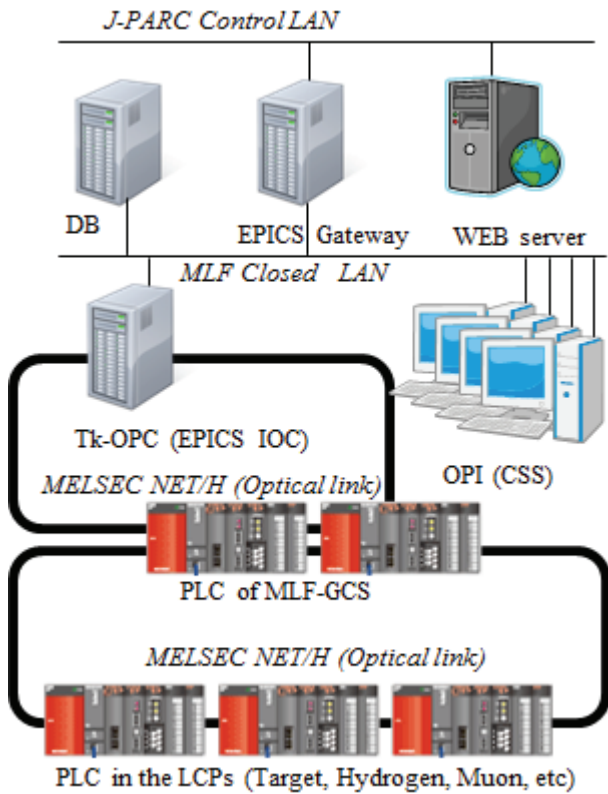 J-PARC Control LAN
DB
EPICS Gateway
WEB server
MLF Closed LAN
Tk-OPC (EPICS IOC)
OPI (CSS)
MELSEC NET/H (Optical link)
PLC of MLF-GCS
MELSEC NET/H (Optical link)
PLC in the LCPs (Target, Hydrogen, Muon, etc)